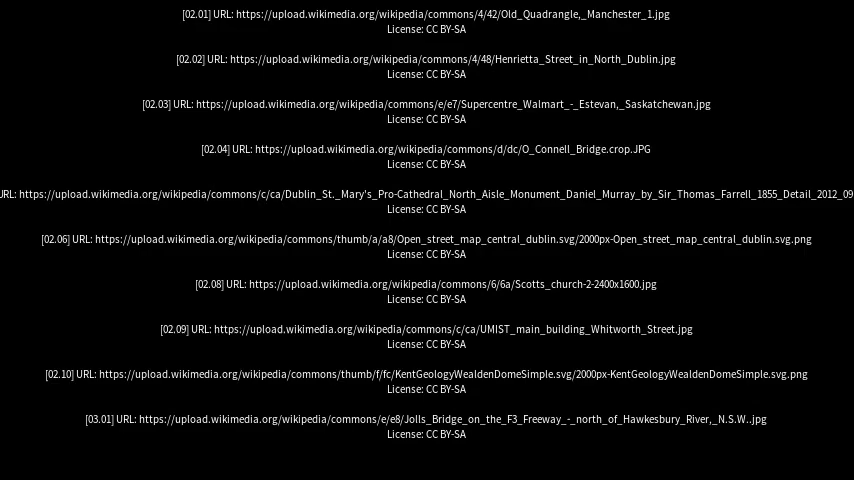 [02.01] URL: https://upload.wikimedia.org/wikipedia/commons/4/42/Old_Quadrangle,_Manchester_1.jpg
License: CC BY-SA
[02.02] URL: https://upload.wikimedia.org/wikipedia/commons/4/48/Henrietta_Street_in_North_Dublin.jpg
License: CC BY-SA
[02.03] URL: https://upload.wikimedia.org/wikipedia/commons/e/e7/Supercentre_Walmart_-_Estevan,_Saskatchewan.jpg
License: CC BY-SA
[02.04] URL: https://upload.wikimedia.org/wikipedia/commons/d/dc/O_Connell_Bridge.crop.JPG
License: CC BY-SA
URL: https://upload.wikimedia.org/wikipedia/commons/c/ca/Dublin_St._Mary's_Pro-Cathedral_North_Aisle_Monument_Daniel_Murray_by_Sir_Thomas_Farrell_1855_Detail_2012_09
License: CC BY-SA
[02.06] URL: https://upload.wikimedia.org/wikipedia/commons/thumb/a/a8/Open_street_map_central_dublin.svg/2000px-Open_street_map_central_dublin.svg.png
License: CC BY-SA
[02.08] URL: https://upload.wikimedia.org/wikipedia/commons/6/6a/Scotts_church-2-2400x1600.jpg
License: CC BY-SA
[02.09] URL: https://upload.wikimedia.org/wikipedia/commons/c/ca/UMIST_main_building_Whitworth_Street.jpg
License: CC BY-SA
[02.10] URL: https://upload.wikimedia.org/wikipedia/commons/thumb/f/fc/KentGeologyWealdenDomeSimple.svg/2000px-KentGeologyWealdenDomeSimple.svg.png
License: CC BY-SA
[03.01] URL: https://upload.wikimedia.org/wikipedia/commons/e/e8/Jolls_Bridge_on_the_F3_Freeway_-_north_of_Hawkesbury_River,_N.S.W..jpg
License: CC BY-SA